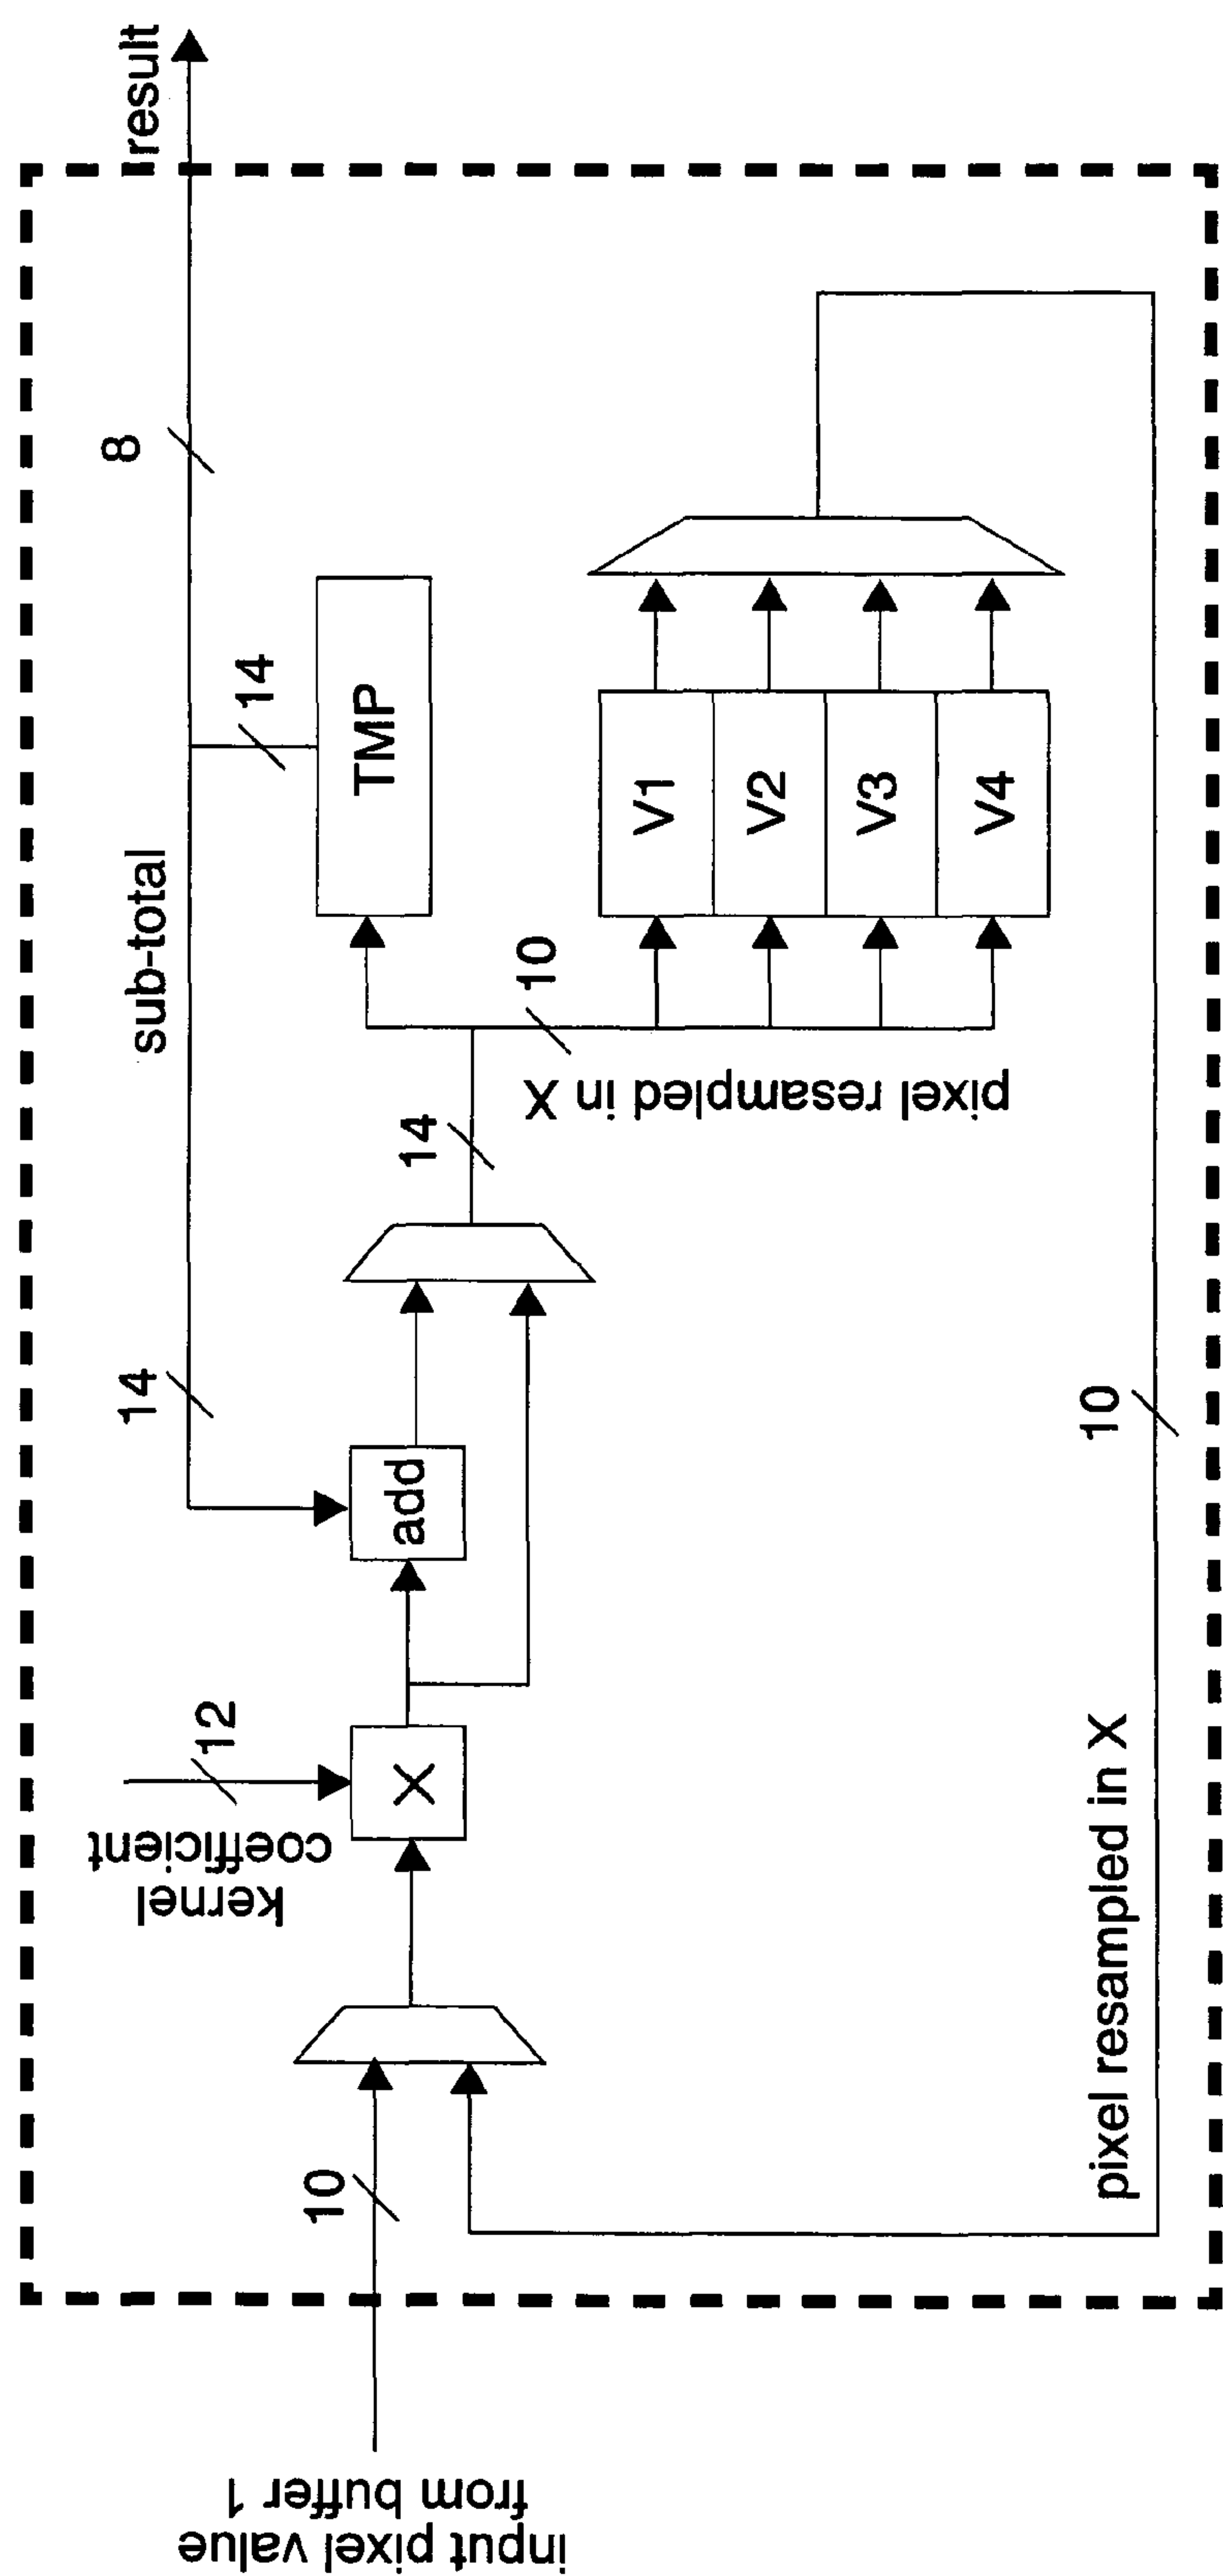 result
8
14
sub-total
TMP
14
10
pixel resampled in X
V1
V2
V3
V4
14
add
12
kernel
coefficient
X
10
pixel resampled in X
10
input pixel value
from buffer 1